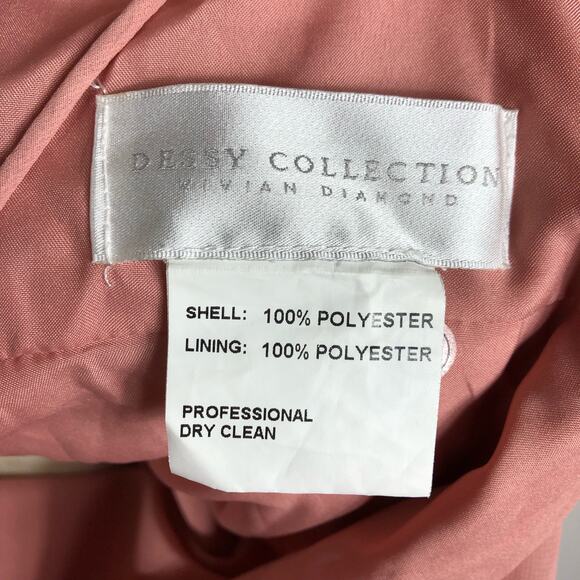 DESSY COLLECTION
VIVIAN DIAMOND
SHELL: 100% POLYESTER
LINING: 100% POLYESTER
PROFESSIONAL
DRY CLEAN